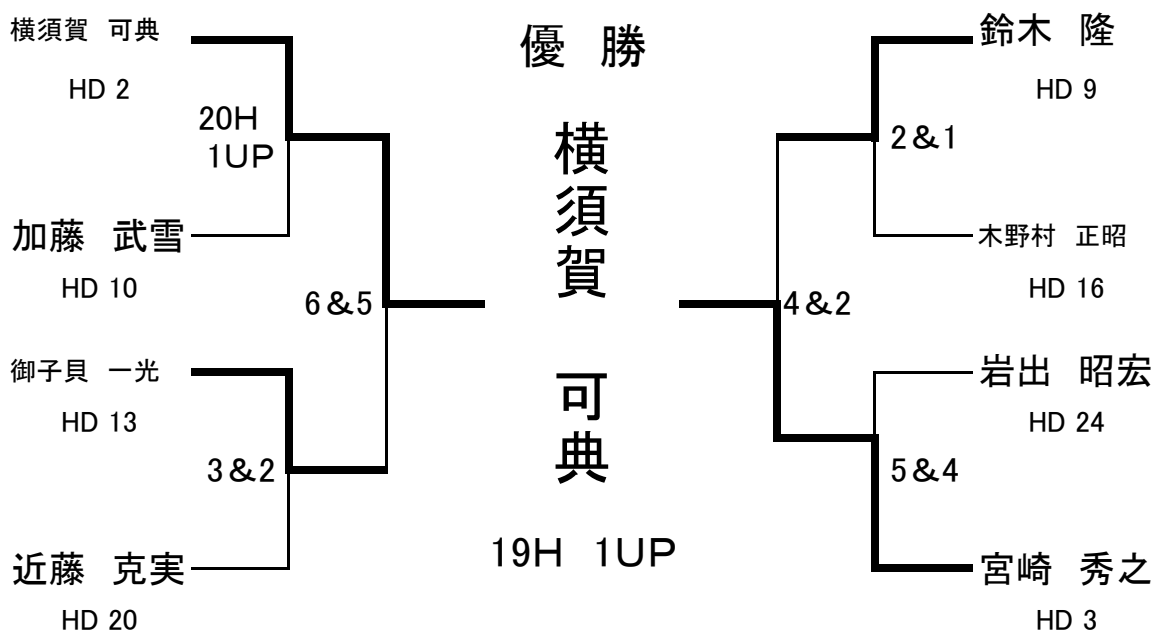 横須賀 可典
HD 2
20H
1UP
加藤 武雪
HD 10
6&5
御子貝 一光
HD 13
3&2
近藤 克実
HD 20
優 勝
横須賀 可典
19H 1UP
鈴木 隆
HD 9
2&1
木野村 正昭
HD 16
4&2
岩出 昭宏
HD 24
5&4
宮崎 秀之
HD 3